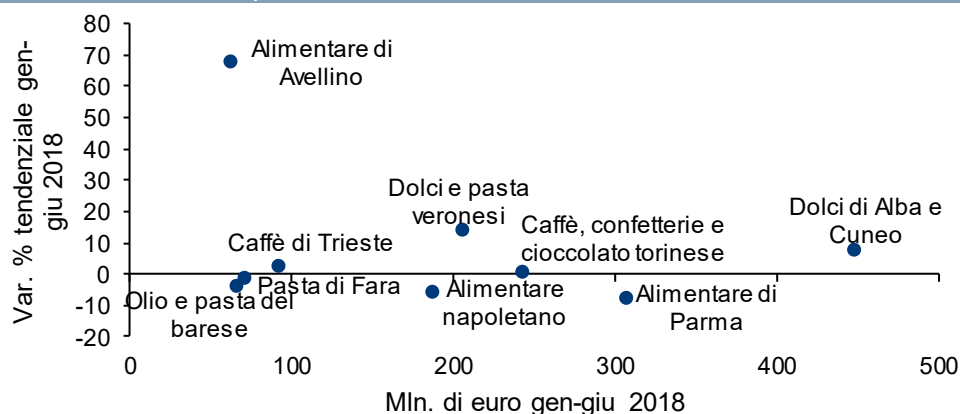 80
70
60
50
40
30
20
10
0
-10
-20
Var. % tendenziale gen-
giu 2018
Alimentare di
Avellino
Dolci e pasta
veronesi
Caffè, confetterie e
cioccolato torinese
Dolci di Alba e
Cuneo
Caffè di Trieste
Pasta di Fara
Olio e pasta del
barese
Alimentare
napoletano
Alimentare di
Parma
0
100
200
300
400
500
Mln. di euro gen-giu 2018